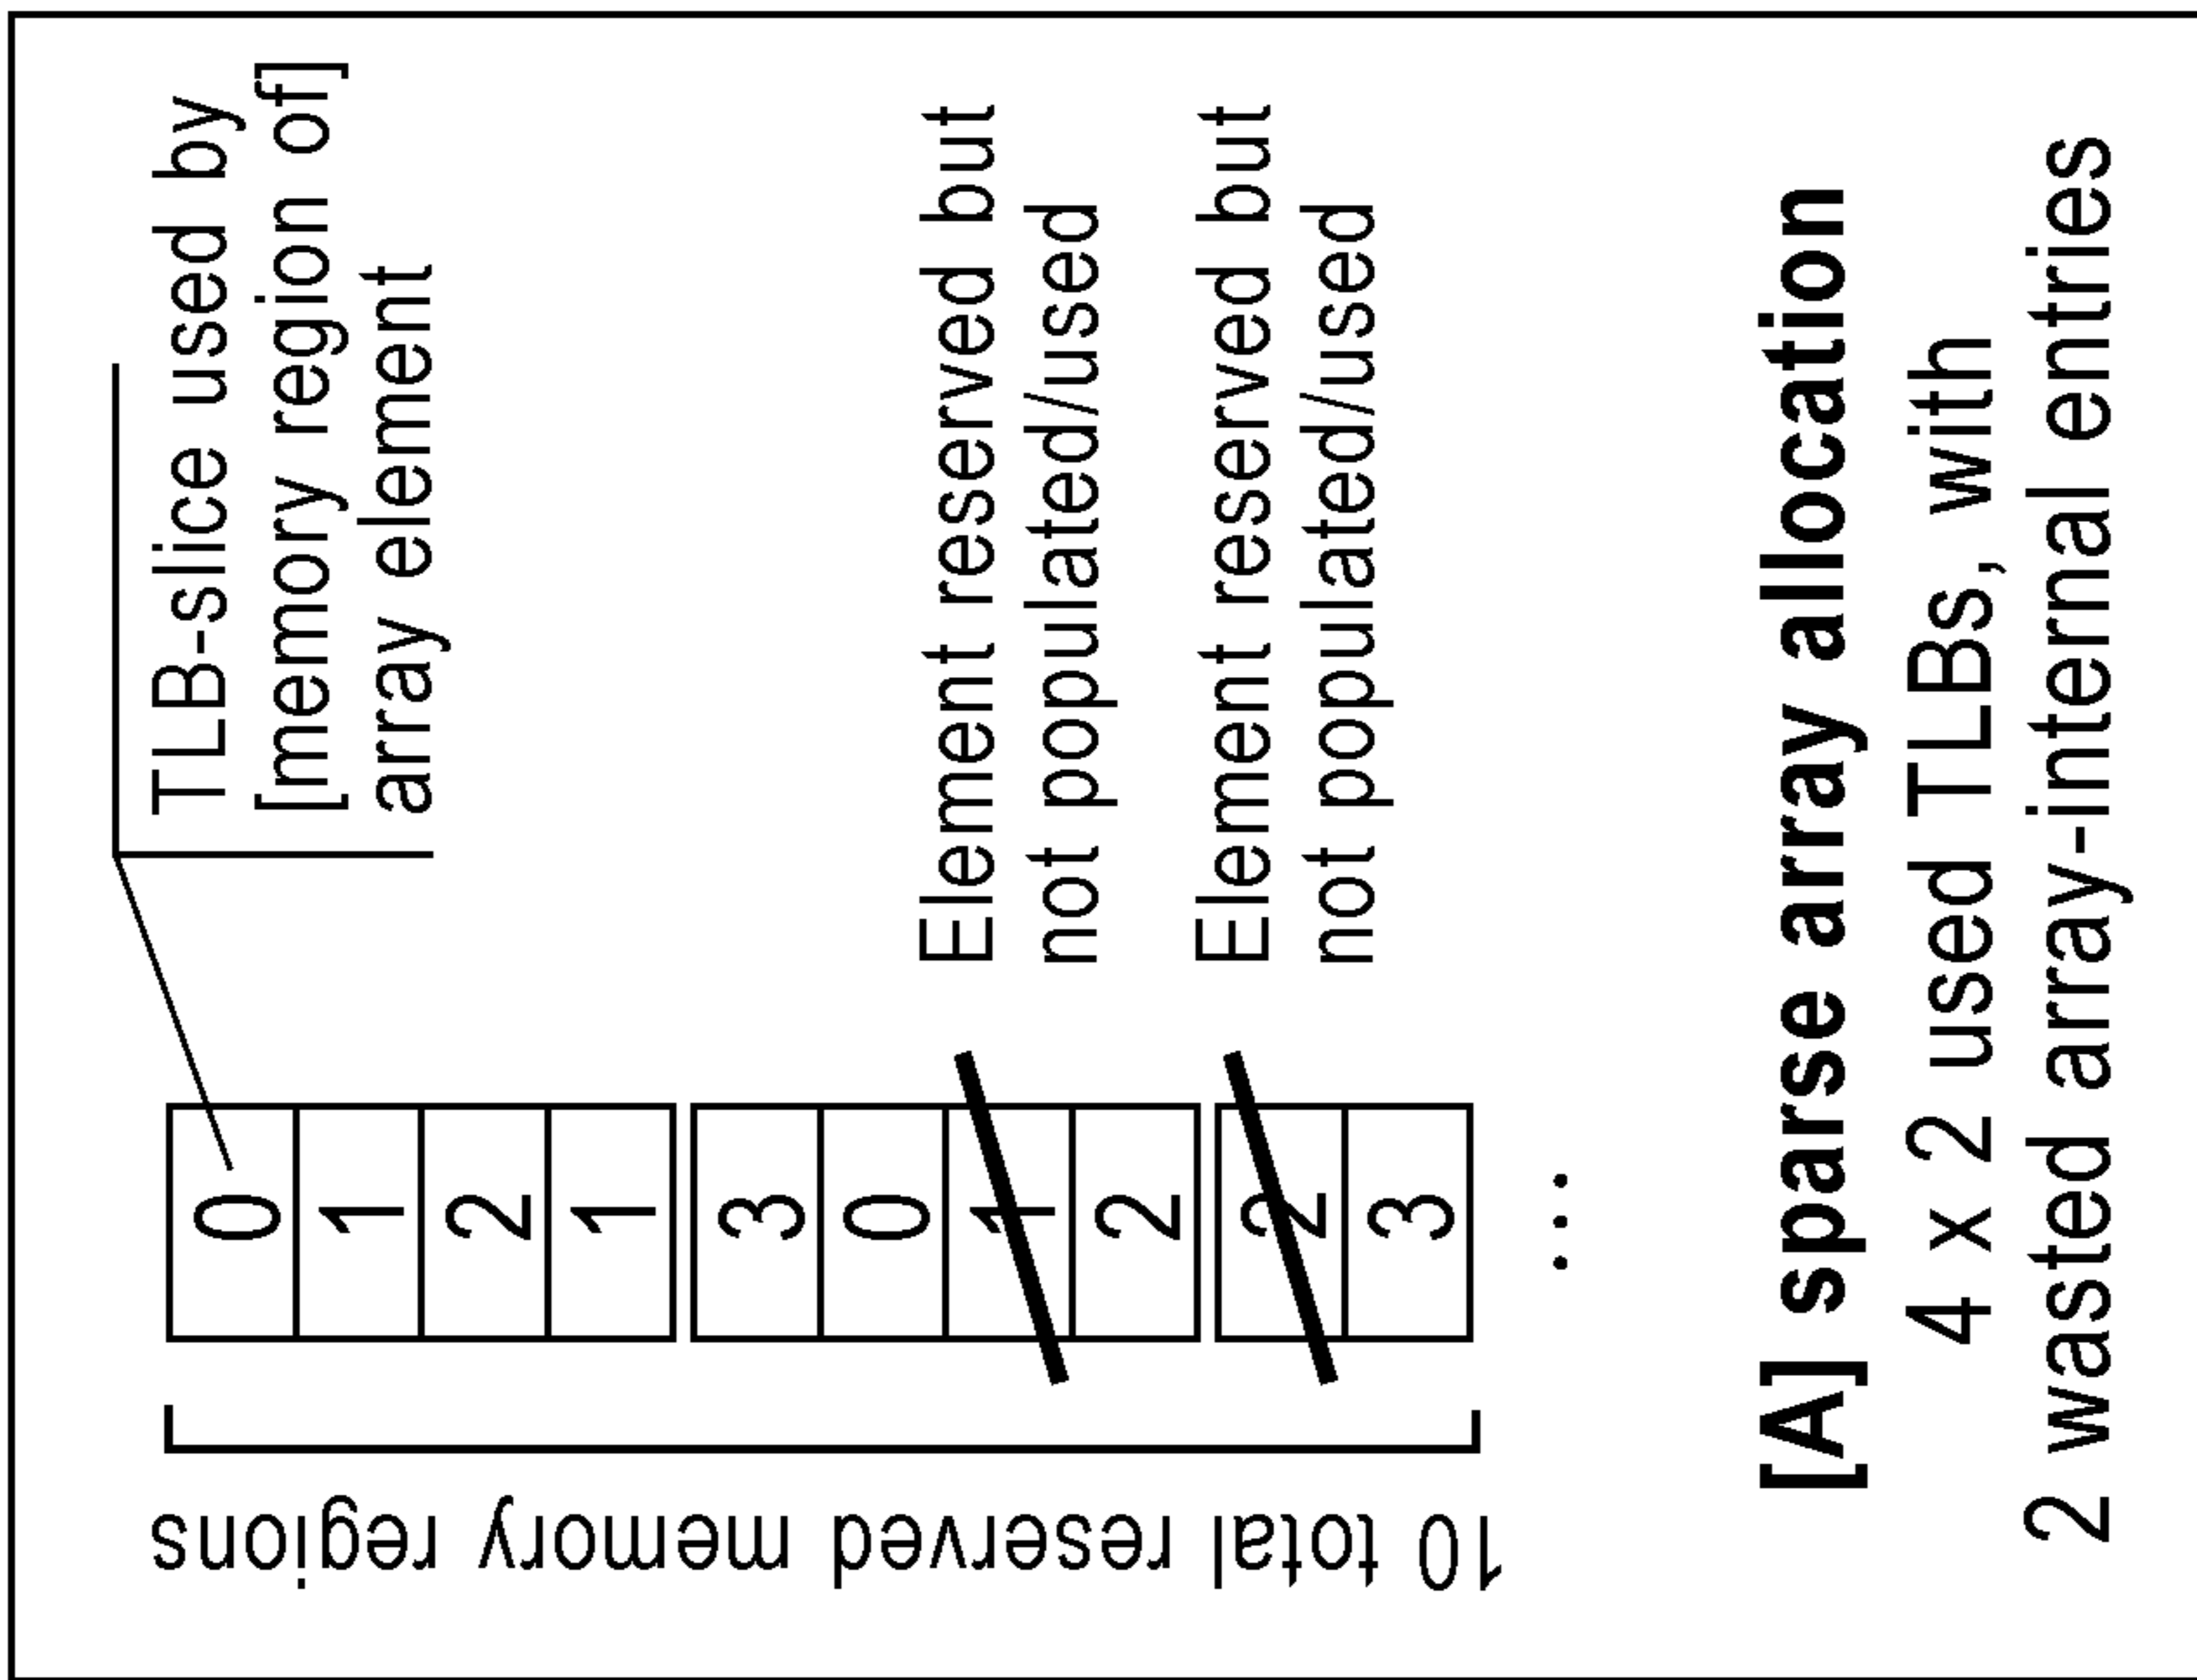 TLB-slice used by
[memory region of]
array element
0
1
2
1
3
0
1
2
2
3
Element reserved but
not populated/used
Element reserved but
not populated/used
10 total reserved memory regions
...
[A] sparse array allocation
4 x 2 used TLBs, with
2 wasted array-internal entries